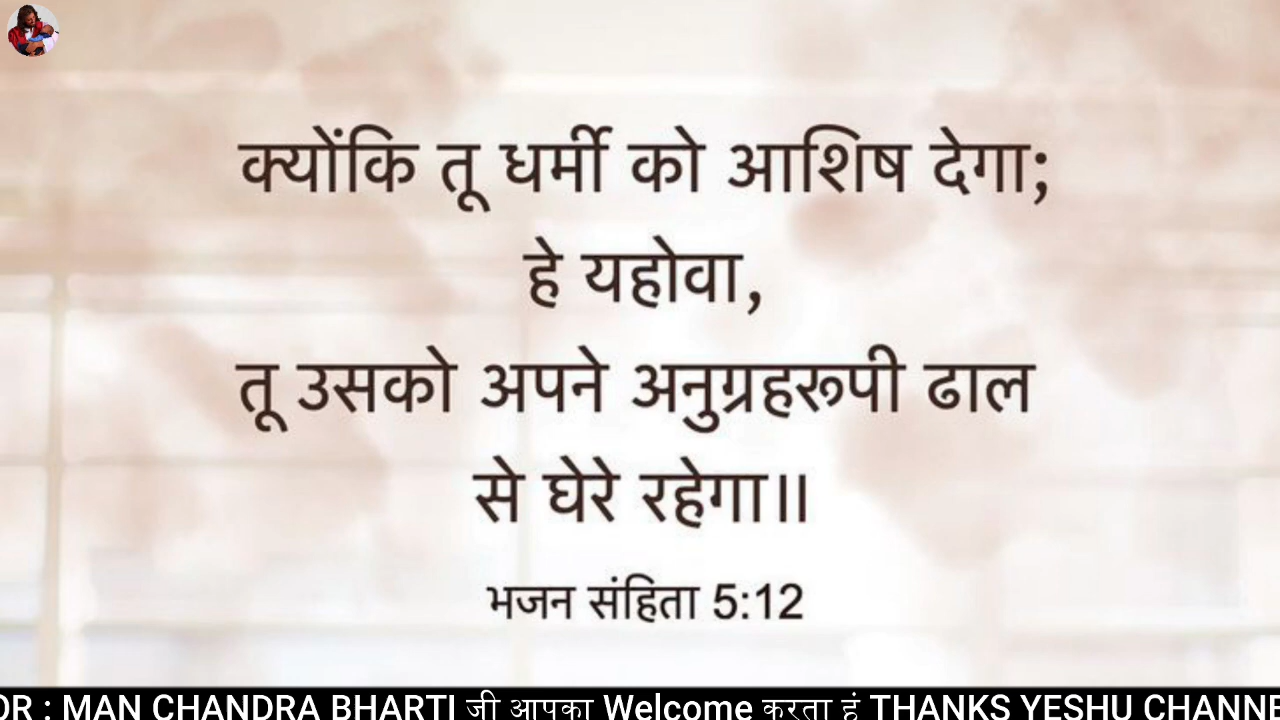 क्योंकि तू धर्मी को आशिष देगा;
हे यहोवा,
तू उसको अपने अनुग्रहरूपी ढाल
से घेरे रहेगा॥
भजन संहिता 5:12
OR : MAN CHANDRA BHARTI जी आपका Welcome करता हूं THANKS YESHU CHANNE